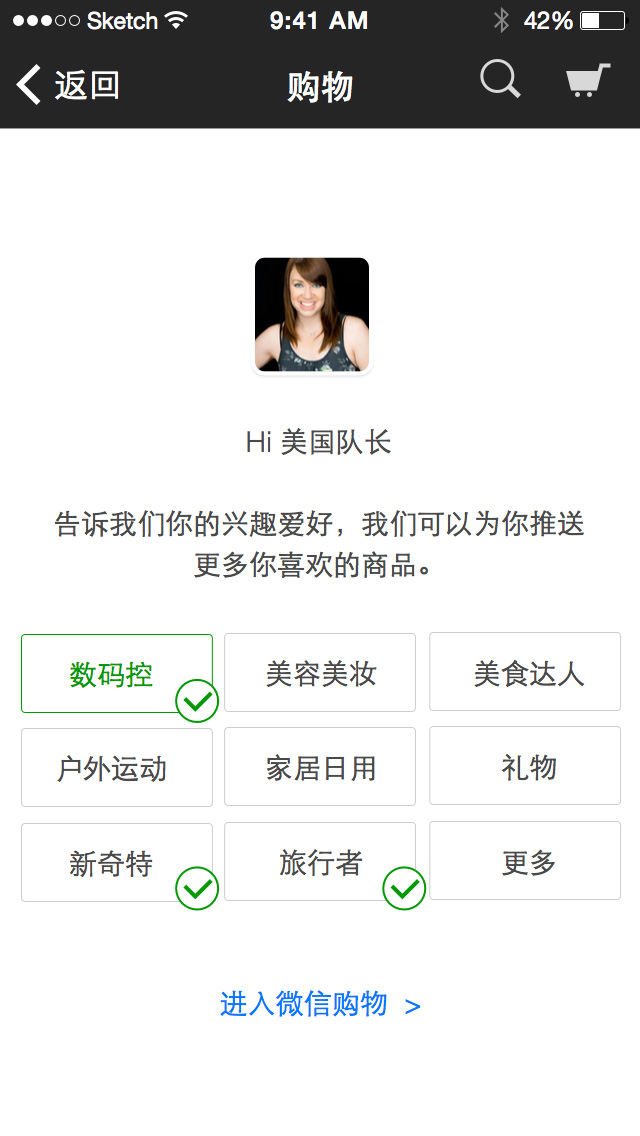 Sketch 9:41 AM 42%
返回 购物
Hi 美国队长
告诉我们你的兴趣爱好，我们可以为你推送
更多你喜欢的商品。
数码控 美容美妆 美食达人
户外运动 家居日用 礼物
新奇特 旅行者 更多
进入微信购物 >